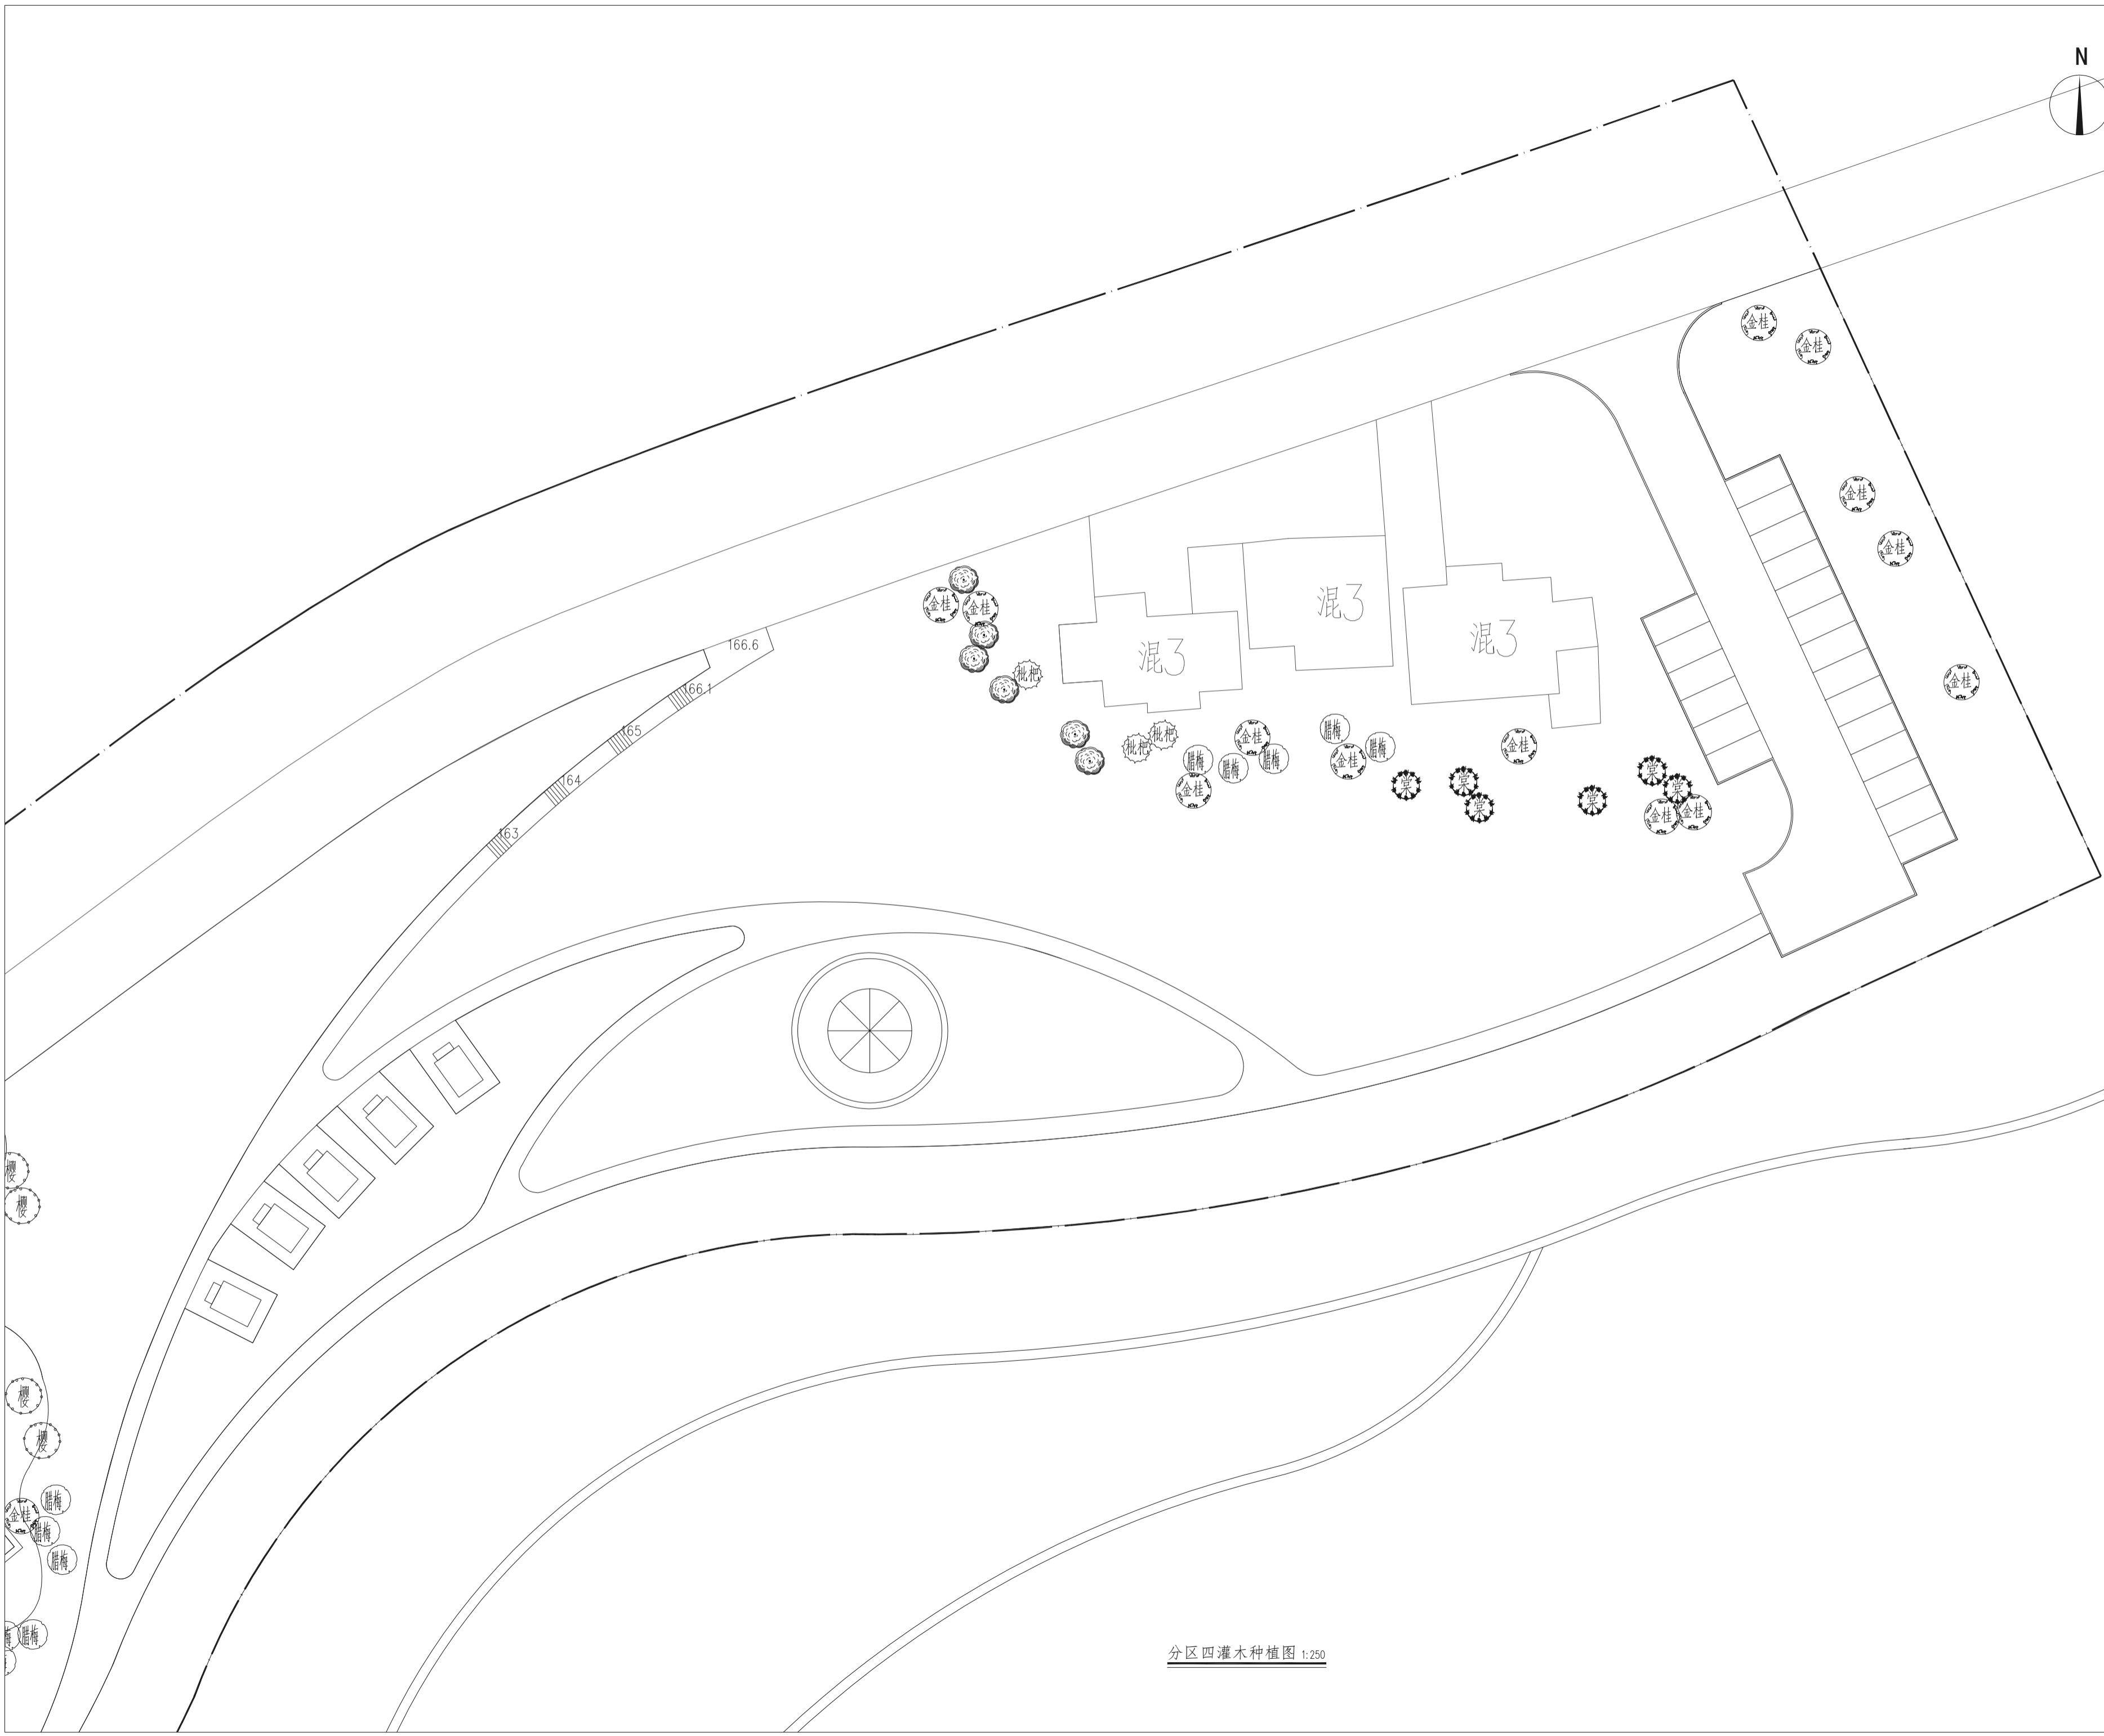 N
金桂
金桂
金桂
金桂
混3
金桂
金桂
混3
混3
166.6
枇杷
金桂
166.1
165
腊梅
枇杷
金桂
腊梅
金桂
枇杷
腊梅
腊梅
腊梅
金桂
棠
164
棠
棠
金桂
棠
棠
棠
金桂
金桂
163
樱
樱
樱
樱
腊梅
金桂
腊梅
腊梅
腊梅
梅
分区四灌木种植图 1:250